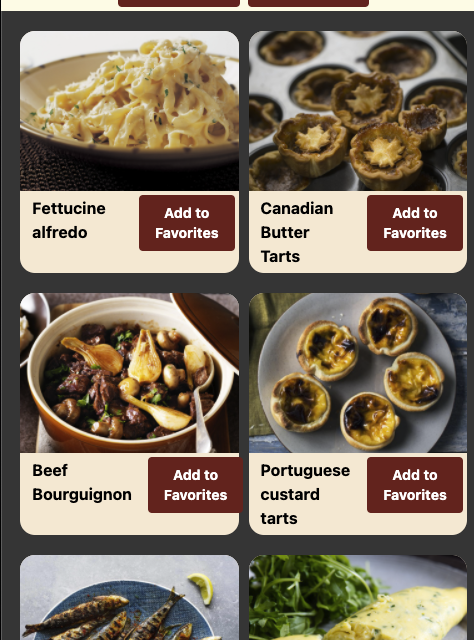 Fettucine
alfredo
Add to
Favorites
Canadian
Butter
Tarts
Add to
Favorites
Beef
Bourguignon
Add to
Favorites
Portuguese
custard
tarts
Add to
Favorites